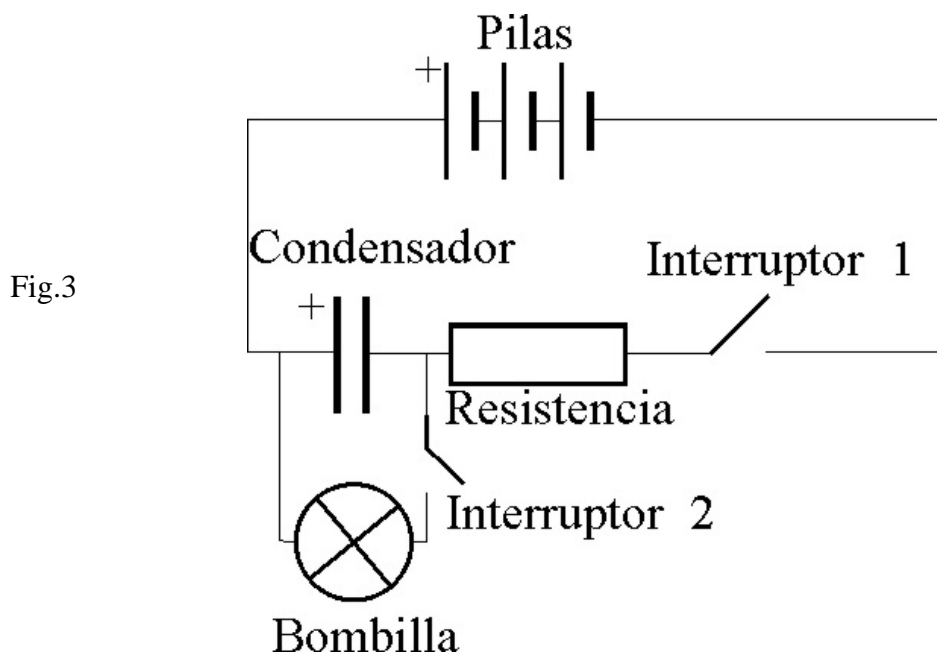 Pilas
+
Condensador
Interruptor 1
Fig.3
+
Resistencia
Interruptor 2
Bombilla